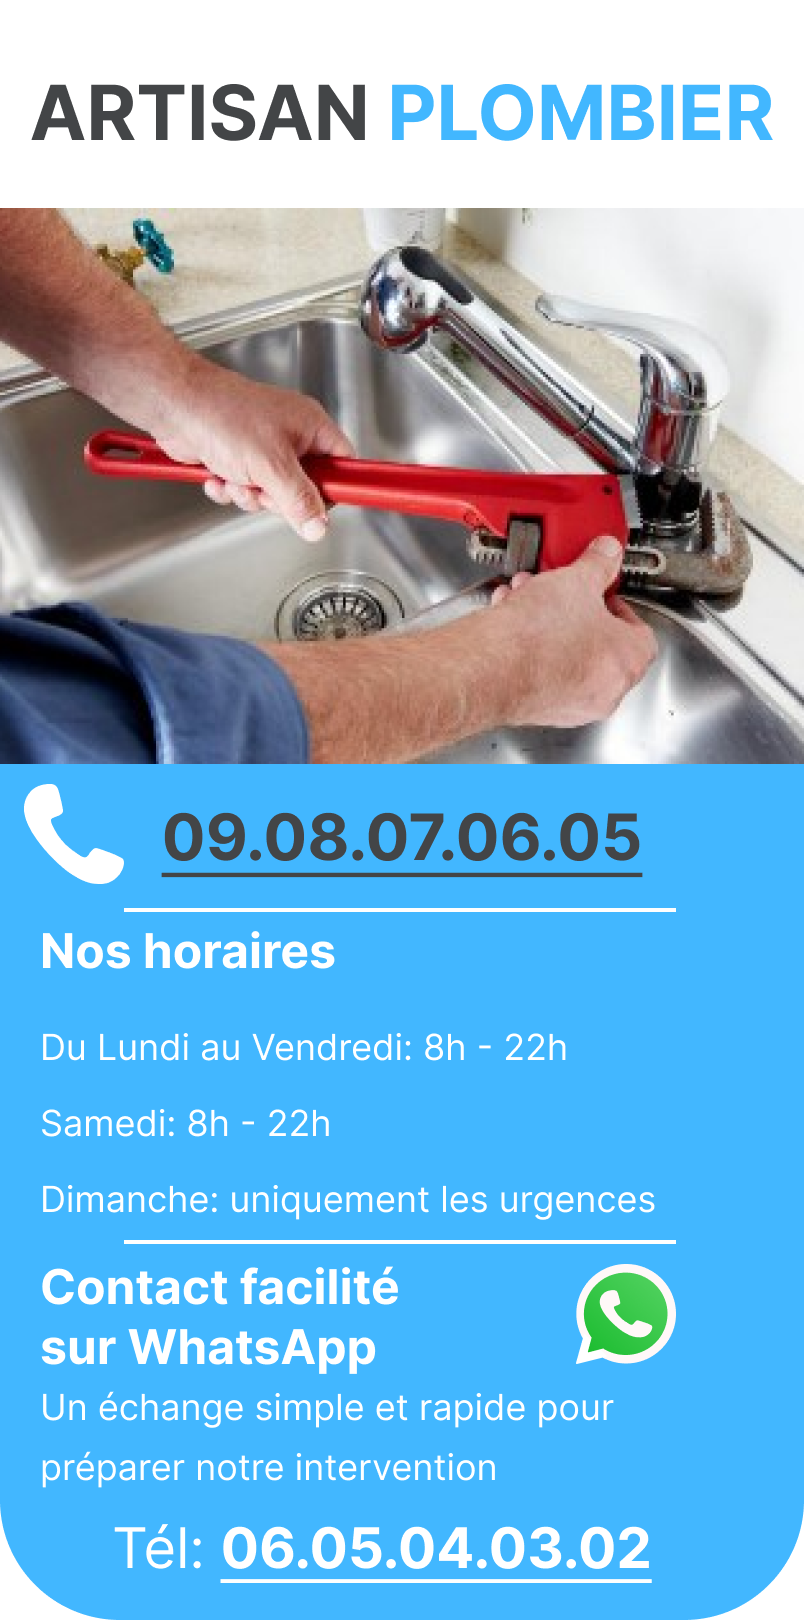 ARTISAN PLOMBIER
09.08.07.06.05
Nos horaires
Du Lundi au Vendredi: 8h - 22h
Samedi: 8h - 22h
Dimanche: uniquement les urgences
Contact facilité
sur WhatsApp
Un échange simple et rapide pour
préparer notre intervention
Tél: 06.05.04.03.02